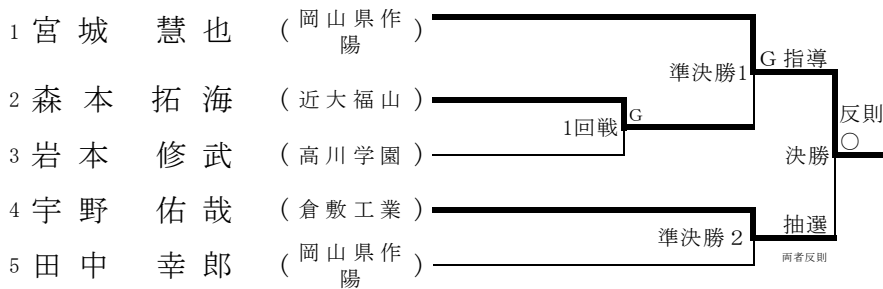 1 宮城 慧也 (岡山県作陽)
G 指導
準決勝1
2 森本 拓海 (近大福山)
G
1回戦
反則
○
3 岩本 修武 (高川学園)
決勝
4 宇野 佑哉 (倉敷工業)
抽選
準決勝2
両者反則
5 田中 幸郎 (岡山県作陽)